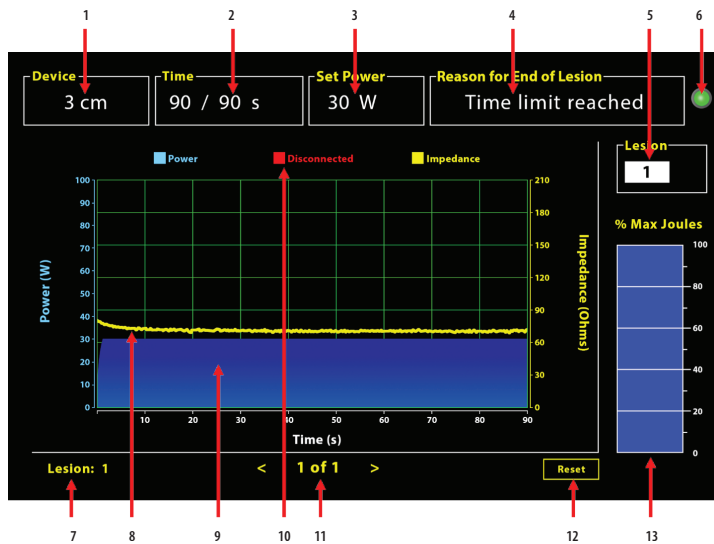 1 2 3 4 5 6
Device Time Set Power Reason for End of Lesion
3 cm 90 / 90 s 30 W Time limit reached
Lesion
1
Power Disconnected Impedance
% Max Joules
100
90
80
70
60
50
40
30
20
10
0
Power (W)
210
180
150
120
90
60
30
0
Impedance (Ohms)
100
80
60
40
20
0
10 20 30 40 50 60 70 80 90
Time (s)
Lesion: 1 < 1 of 1 > Reset
7 8 9 10 11 12 13